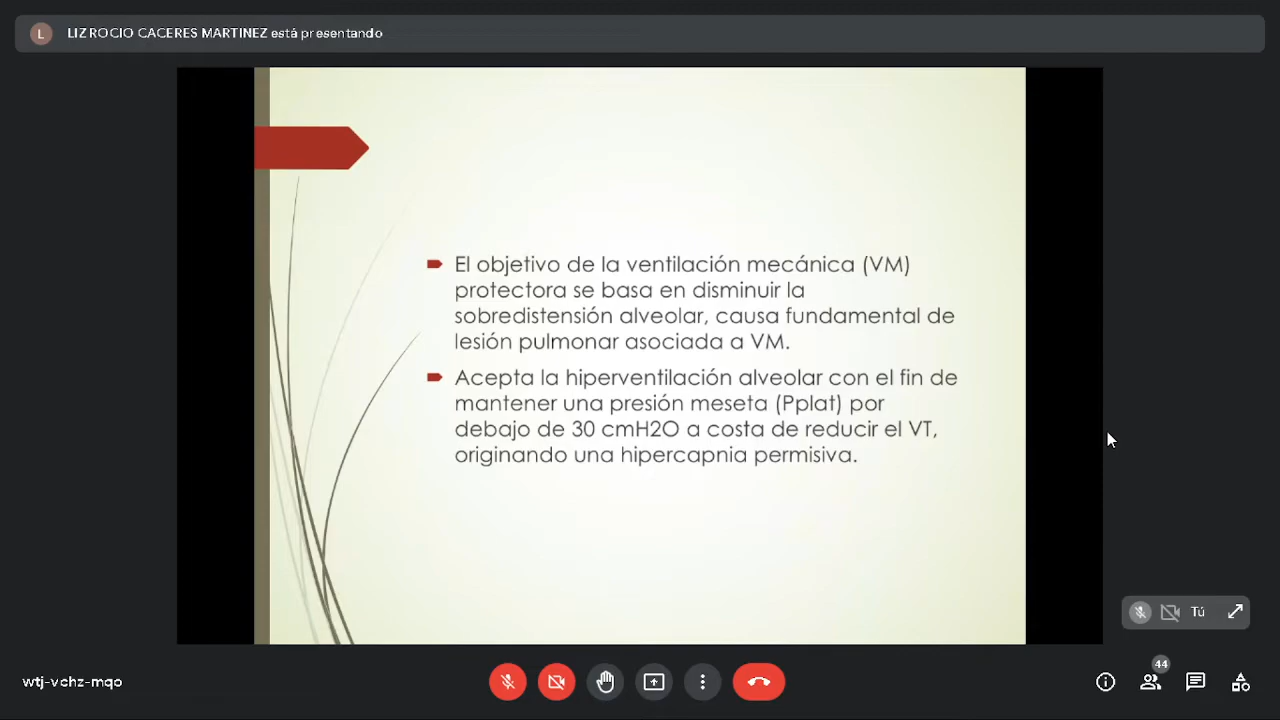 L
LIZ ROCIO CACERES MARTINEZ está presentando
El objetivo de la ventilación mecánica (VM)
protectora se basa en disminuir la
sobredistensión alveolar, causa fundamental de
lesión pulmonar asociada a VM.
Acepta la hiperventilación alveolar con el fin de
mantener una presión meseta (Pplat) por
debajo de 30 cmH2O a costa de reducir el VT,
originando una hipercapnia permisiva.
Tú
wtj-vchz-mqo
44